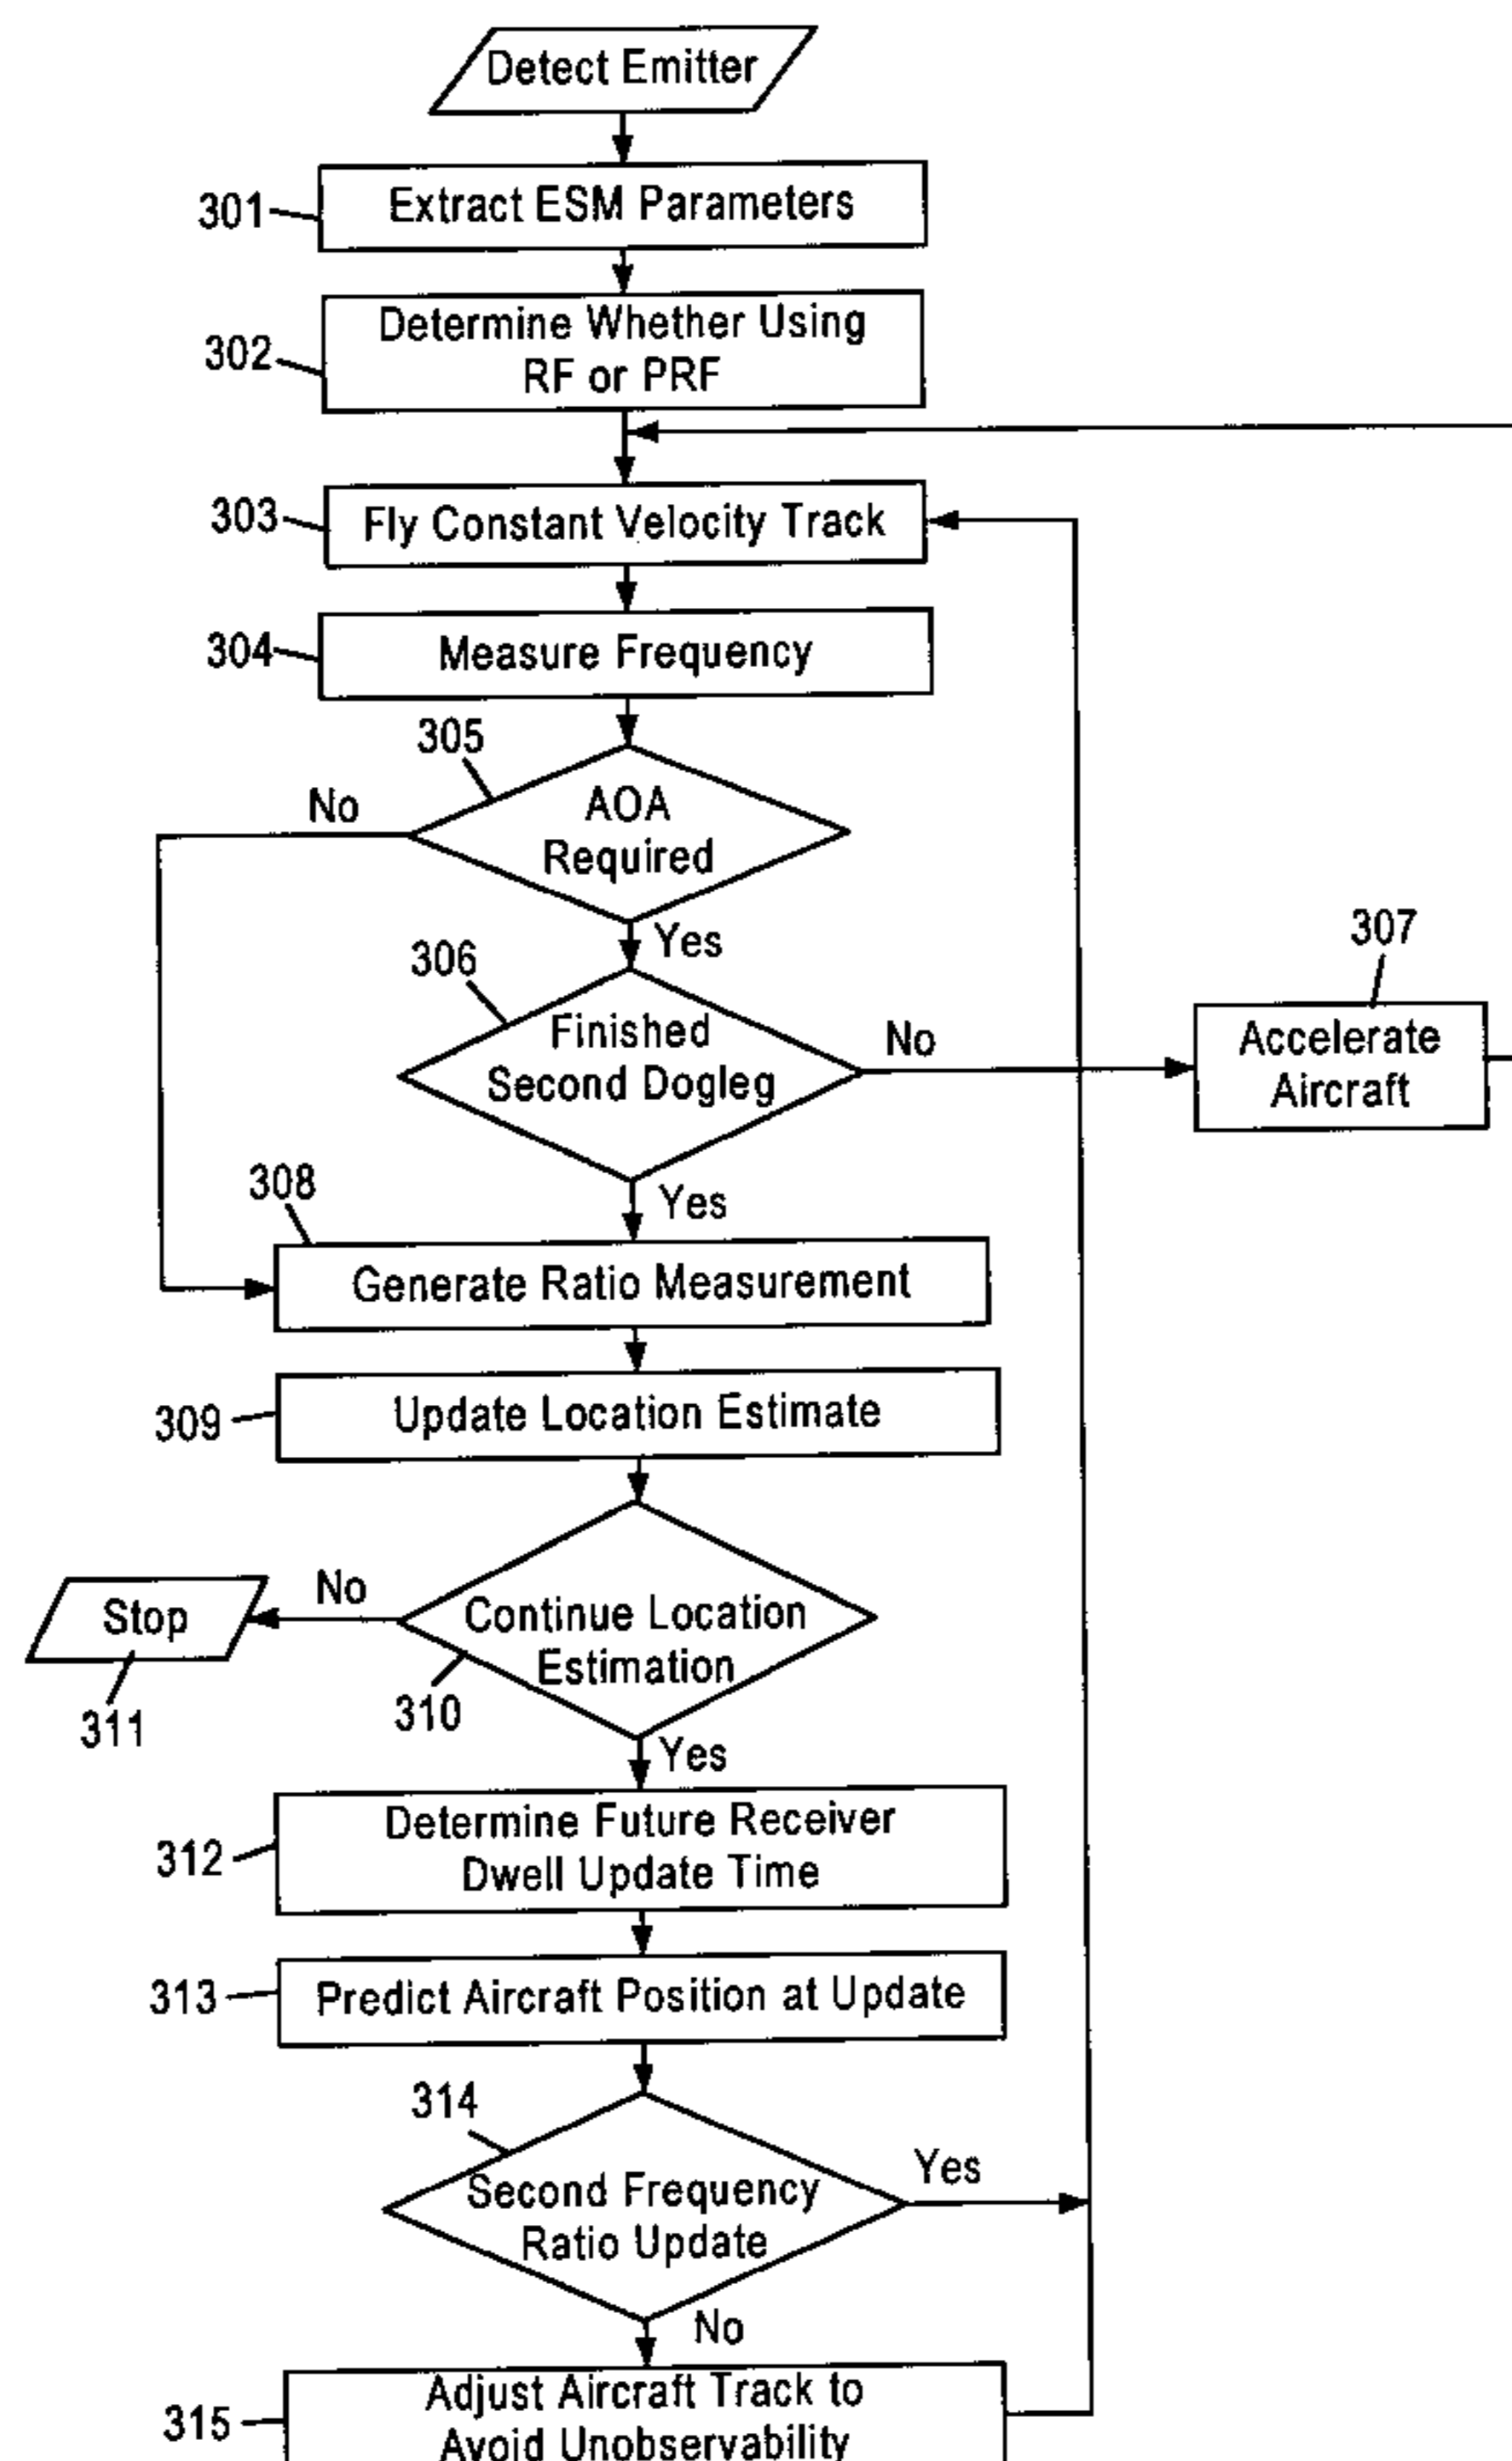 Detect Emitter
301
Extract ESM Parameters
302
Determine Whether Using
RF or PRF
303
Fly Constant Velocity Track
304
Measure Frequency
305
No
AOA
Required
Yes
306
Finished
Second Dogleg
No
307
Accelerate
Aircraft
Yes
308
Generate Ratio Measurement
309
Update Location Estimate
No
Stop
311
Continue Location
Estimation
310
Yes
312
Determine Future Receiver
Dwell Update Time
313
Predict Aircraft Position at Update
314
Second Frequency
Ratio Update
Yes
No
315
Adjust Aircraft Track to
Avoid Unobservability